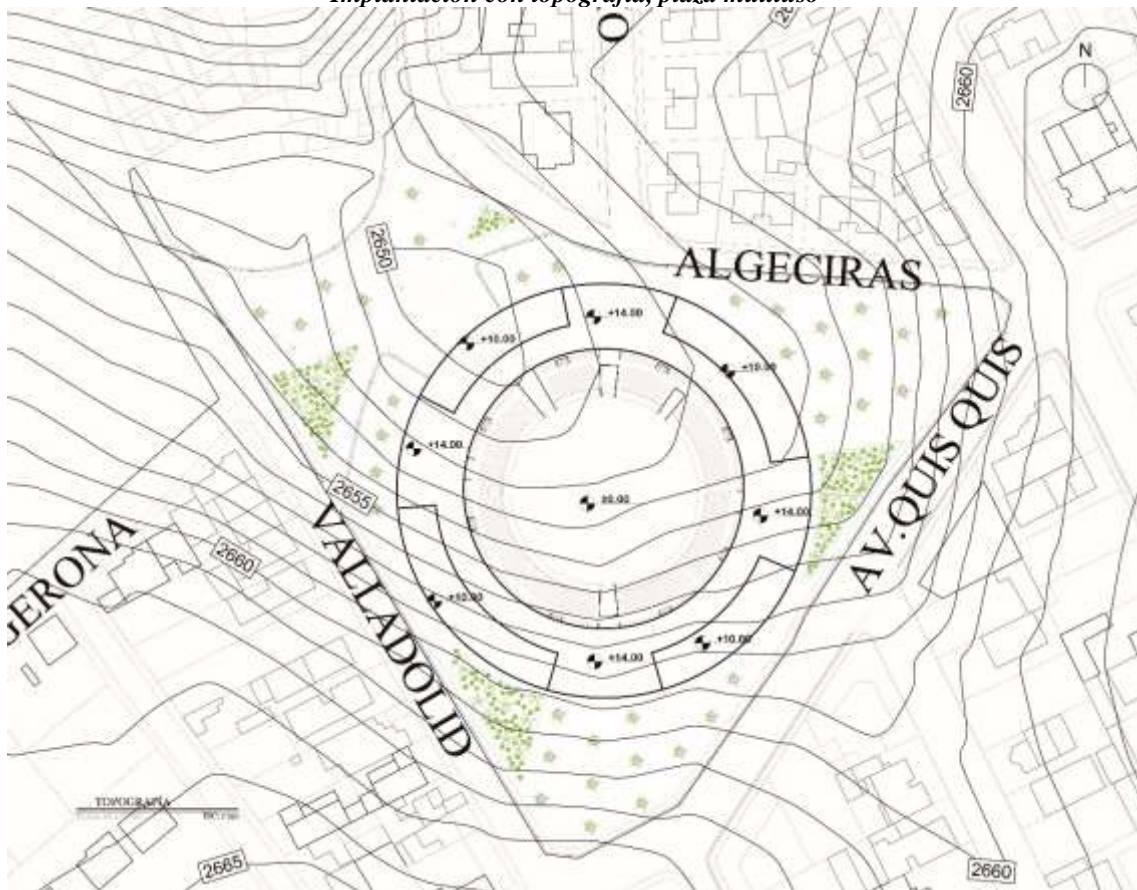 Implantación con topografía, plaza multiuso
O
N
2660
2650
ALGECIRAS
+14.00
+10.00
+10.00
+14.00
AV.QUIS QUIS
2655
±0.00
+14.00
VALLADOLID
GERONA
2660
+10.00
+10.00
+14.00
TOPOGRAFIA
2665
2660